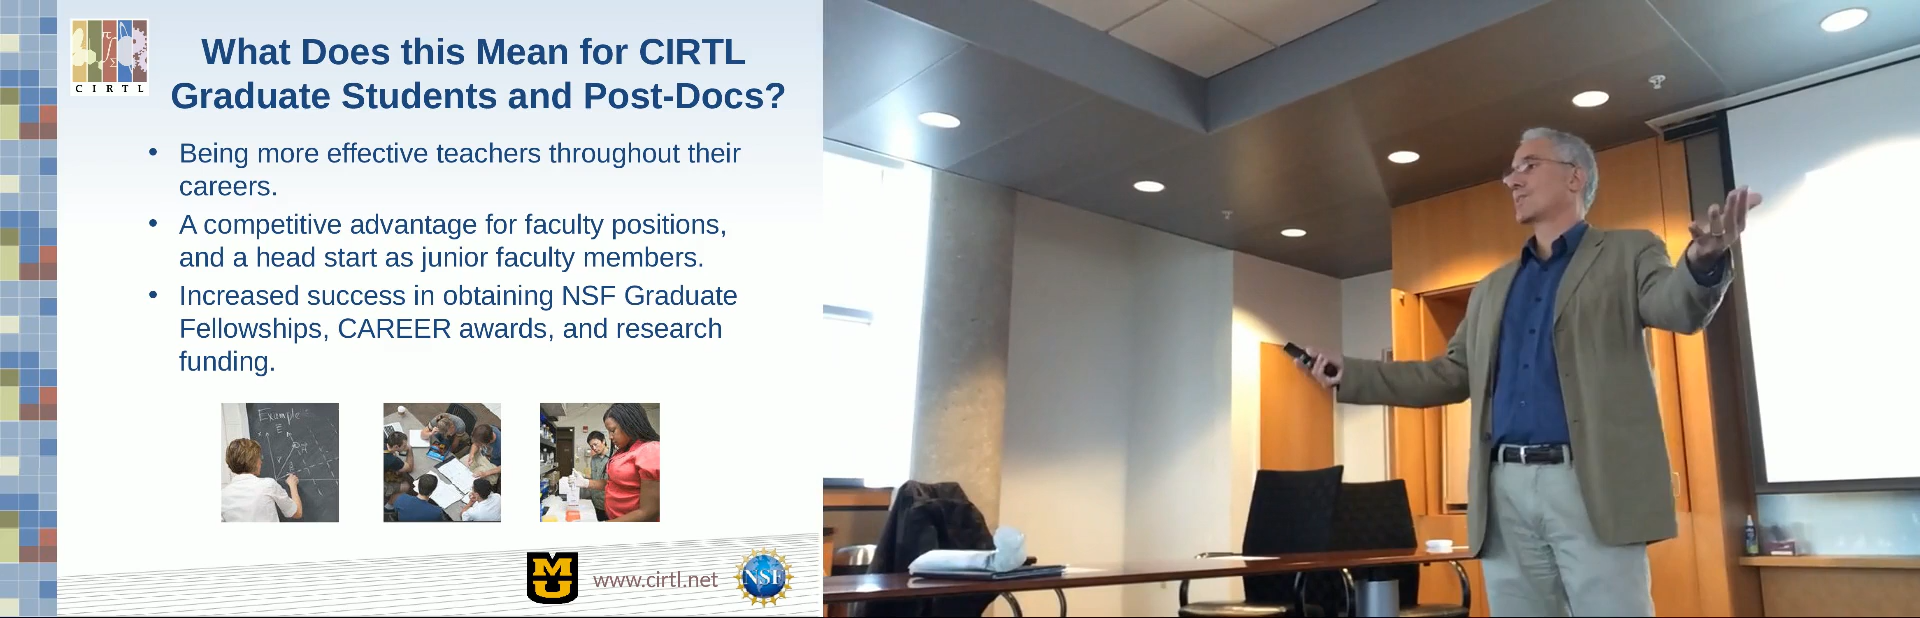 CIRTL
What Does this Mean for CIRTL
Graduate Students and Post-Docs?
• Being more effective teachers throughout their
careers.
• A competitive advantage for faculty positions,
and a head start as junior faculty members.
• Increased success in obtaining NSF Graduate
Fellowships, CAREER awards, and research
funding.
Example
MU
www.cirtl.net
NSF